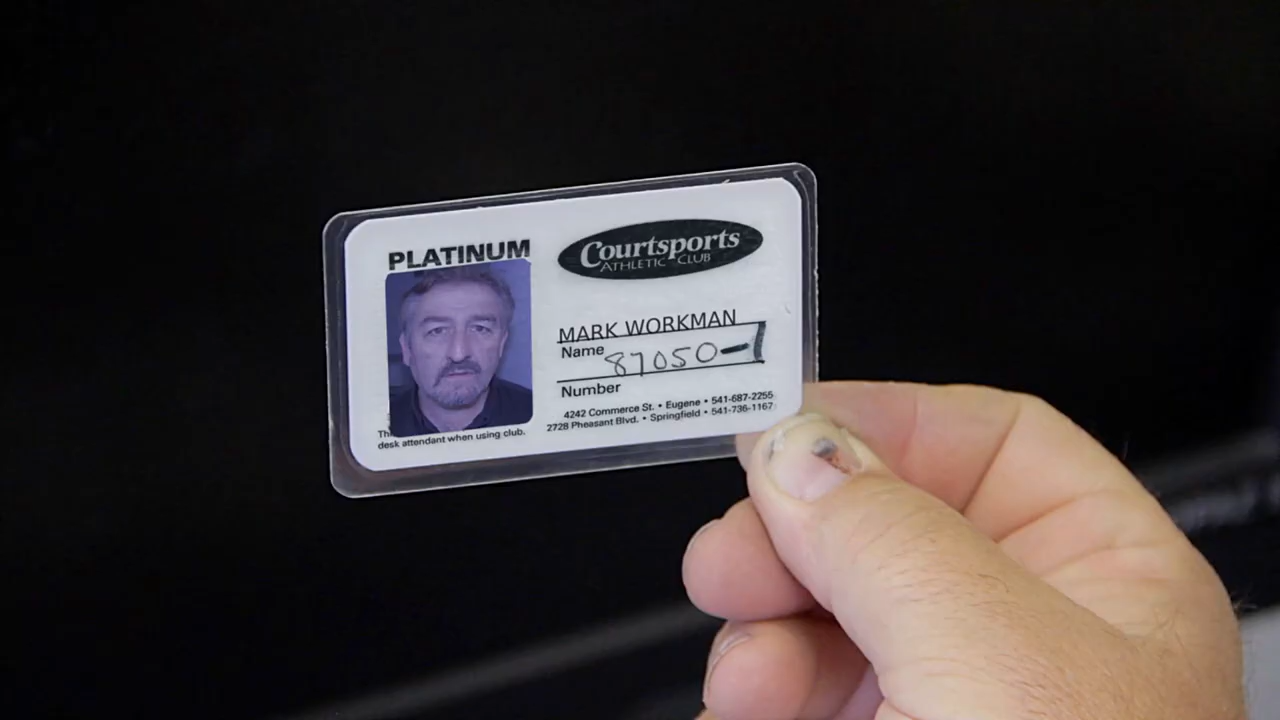 PLATINUM
Courtsports
ATHLETIC CLUB
MARK WORKMAN
Name
87050-1
Number
4242 Commerce St. • Eugene • 541-687-2255
2728 Pheasant Blvd. • Springfield • 541-736-1167
desk attendant when using club.